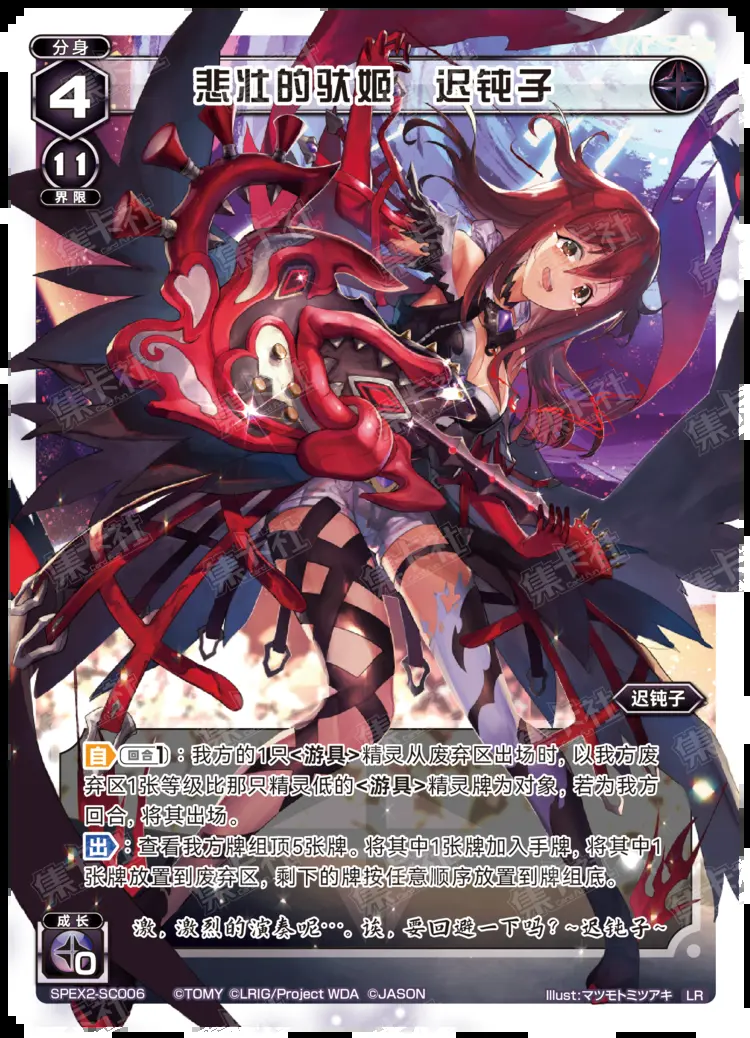 分身
4
悲壮的驮姬 迟钝子
11
界限
迟钝子
自 回合1：我方的1只<游具>精灵从废弃区出场时，以我方废
弃区1张等级比那只精灵低的<游具>精灵牌为对象，若为我方
回合，将其出场。
出：查看我方牌组顶5张牌。将其中1张牌加入手牌，将其中1
张牌放置到废弃区，剩下的牌按任意顺序放置到牌组底。
激，激烈的演奏呢…。诶，要回避一下吗？～迟钝子～
成长
0
SPEX2-SC006 ©TOMY ©LRIG/Project WDA ©JASON Illust:マツモトミツアキ LR
集卡社